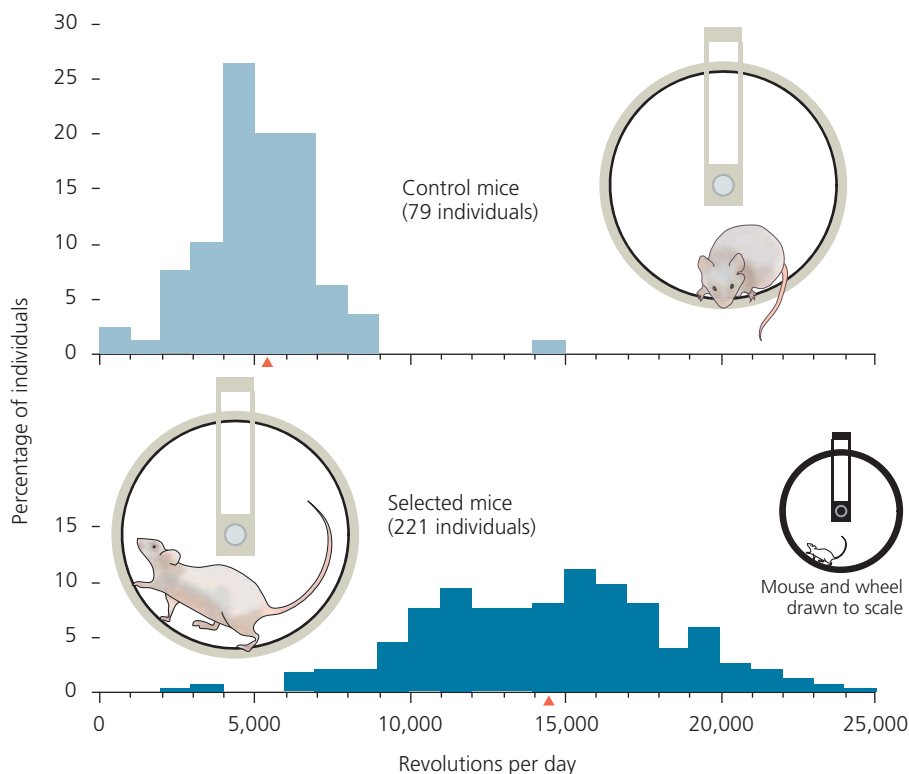 30
25
20
15
10
5
0
Control mice
(79 individuals)
Percentage of individuals
Selected mice
(221 individuals)
Mouse and wheel
drawn to scale
15
10
5
0
0
5,000
10,000
15,000
20,000
25,000
Revolutions per day